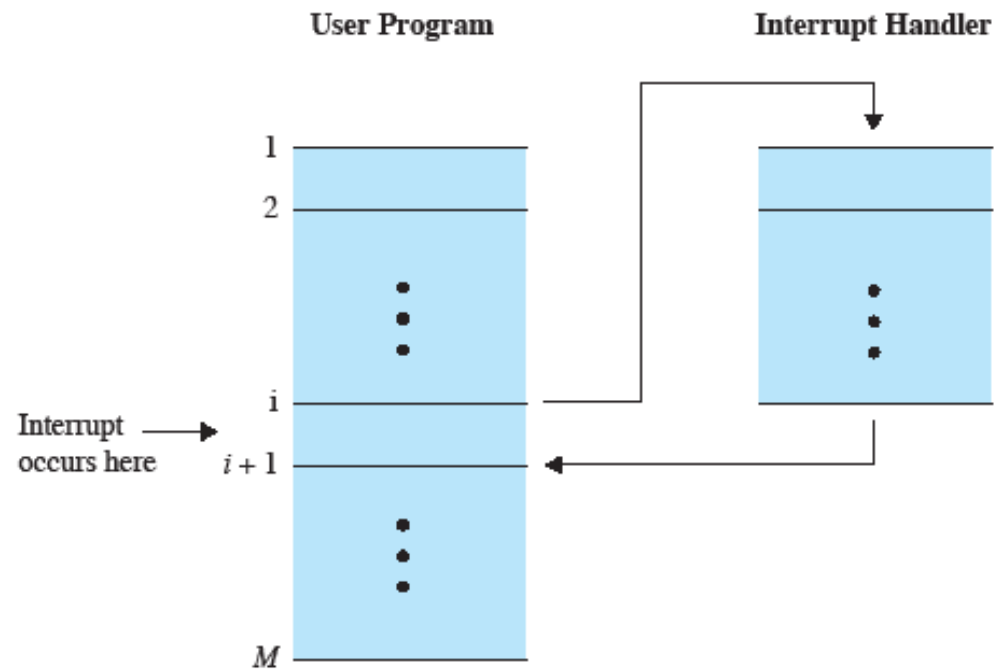 User Program
Interrupt Handler
1
2
i
Interrupt
occurs here
i + 1
M